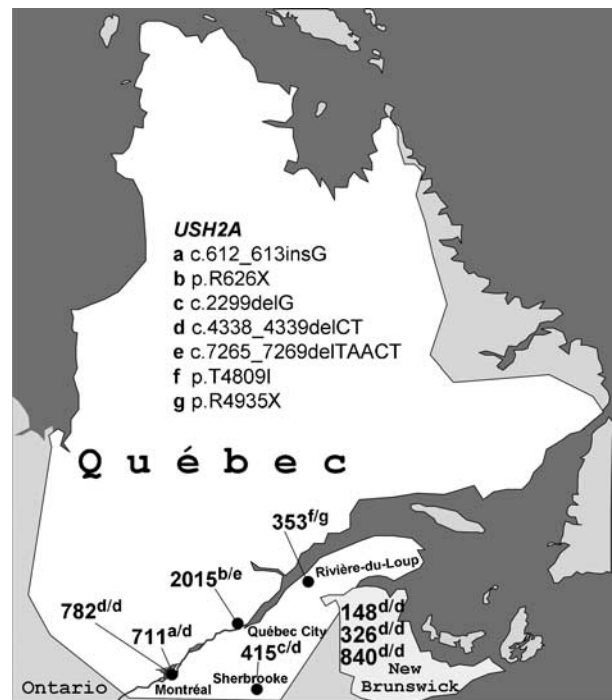 USH2A
a c.612_613insG
b p.R626X
c c.2299delG
d c.4338_4339delCT
e c.7265_7269delTAACT
f p.T4809I
g p.R4935X
Québec
353f/g
Rivière-du-Loup
2015b/e
Québec City
782d/d
711a/d
Montréal
415c/d
Sherbrooke
148d/d
326d/d
840d/d
New
Brunswick
Ontario